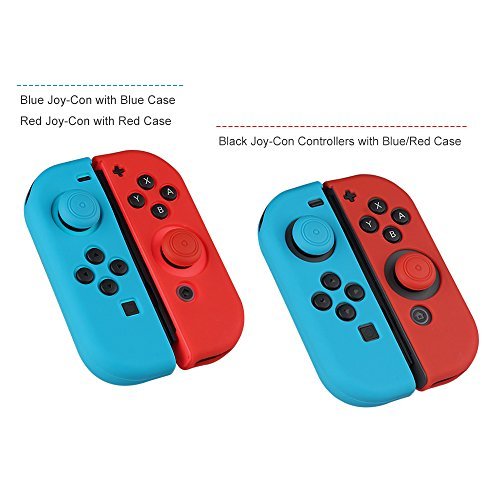 Blue Joy-Con with Blue Case
Red Joy-Con with Red Case
Black Joy-Con Controllers with Blue/Red Case
X
Y A
B
X
Y A
B